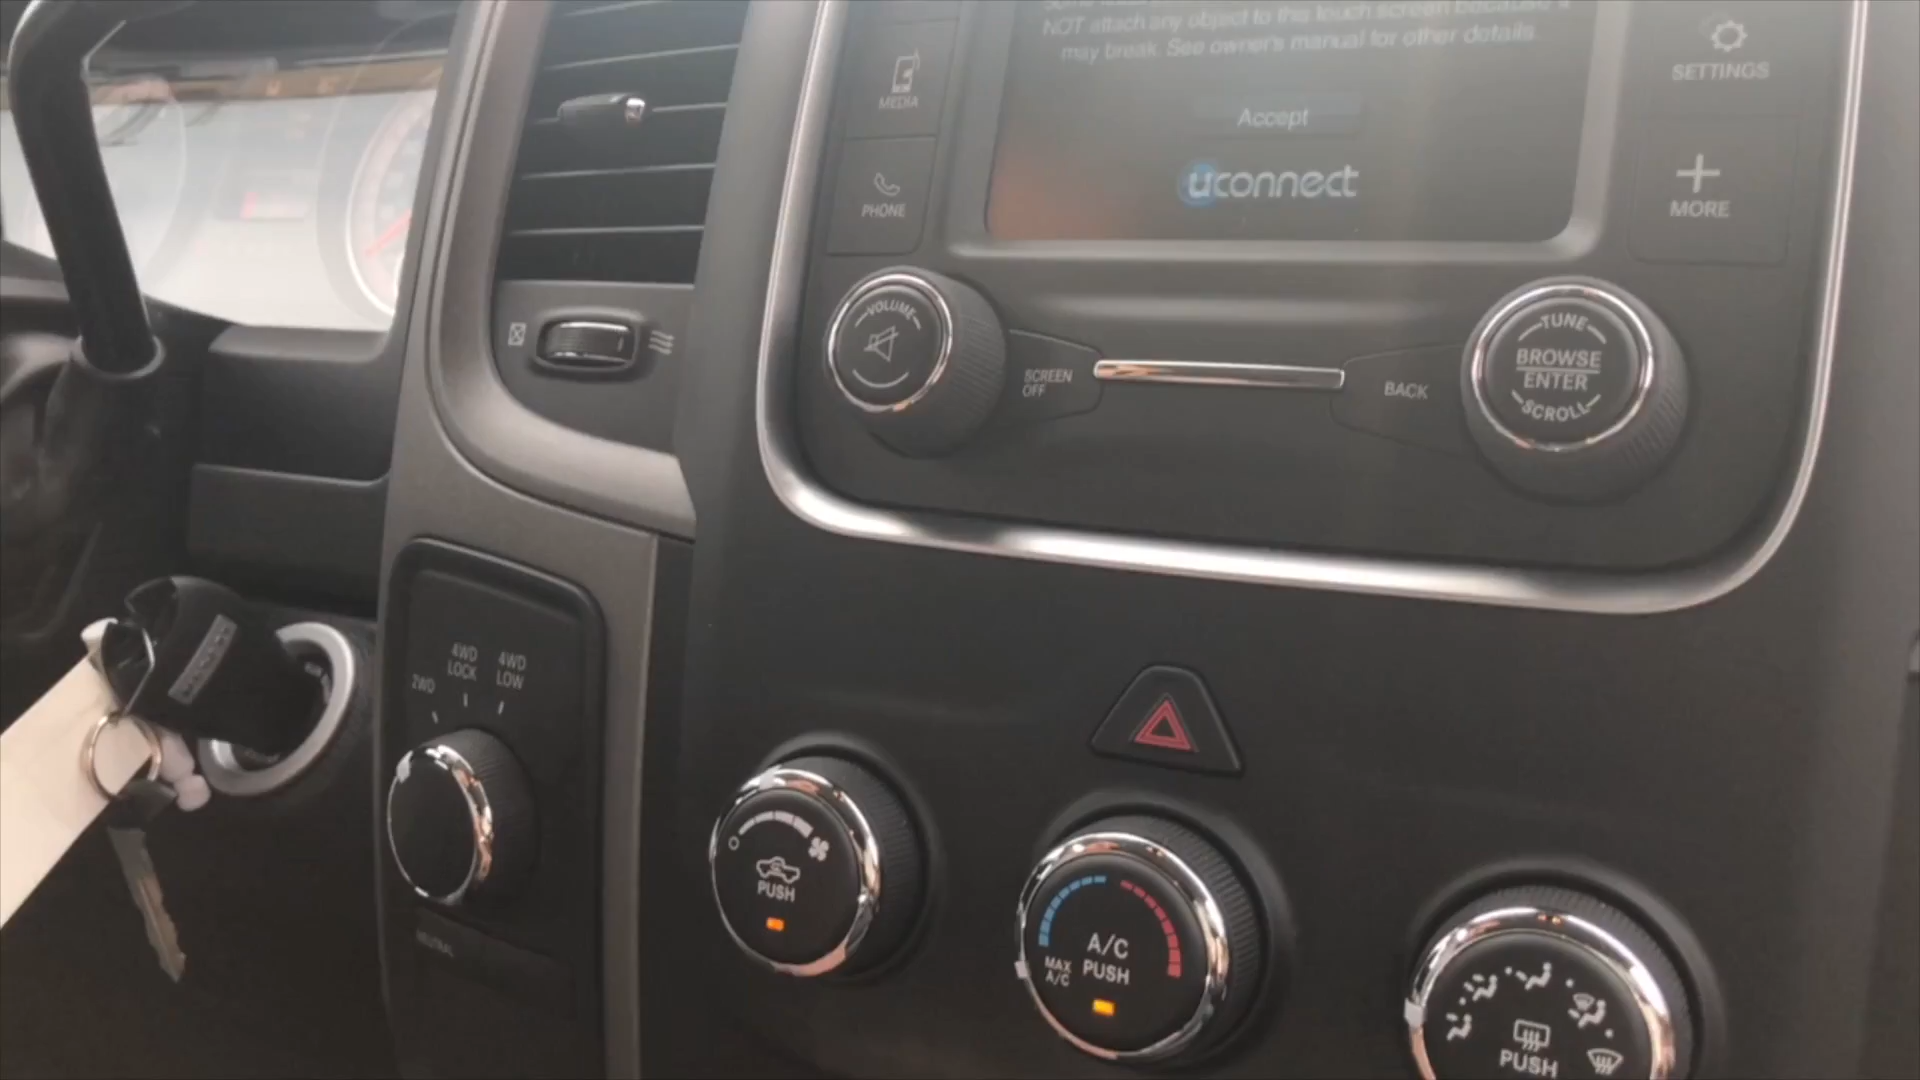 NOT attach any object to this touch screen because it
may break. See owner's manual for other details.
Accept
uconnect
MEDIA
PHONE
SETTINGS
MORE
VOLUME
SCREEN
OFF
BACK
TUNE
BROWSE
ENTER
SCROLL
2WD
4WD
LOCK
4WD
LOW
NEUTRAL
PUSH
A/C
PUSH
MAX
A/C
PUSH